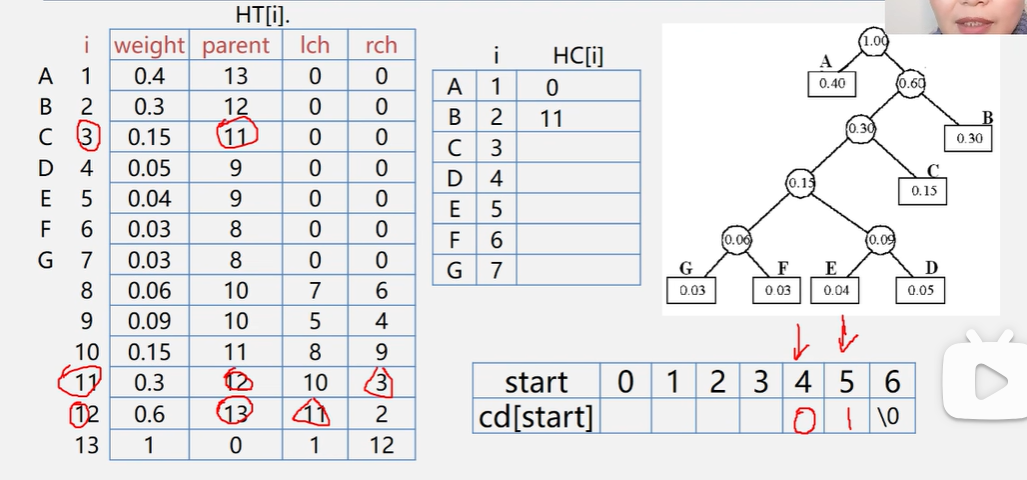 HT[i].
i weight parent lch rch
A 1 0.4 13 0 0
B 2 0.3 12 0 0
C 3 0.15 11 0 0
D 4 0.05 9 0 0
E 5 0.04 9 0 0
F 6 0.03 8 0 0
G 7 0.03 8 0 0
8 0.06 10 7 6
9 0.09 10 5 4
10 0.15 11 8 9
11 0.3 12 10 3
12 0.6 13 11 2
13 1 0 1 12
i HC[i]
A 1 0
B 2 11
C 3
D 4
E 5
F 6
G 7
1.00
A
0.40
0.60
B
0.30
0.30
C
0.15
0.15
0.06
0.09
G F E D
0.03 0.03 0.04 0.05
start 0 1 2 3 4 5 6
cd[start] 0 1 \0